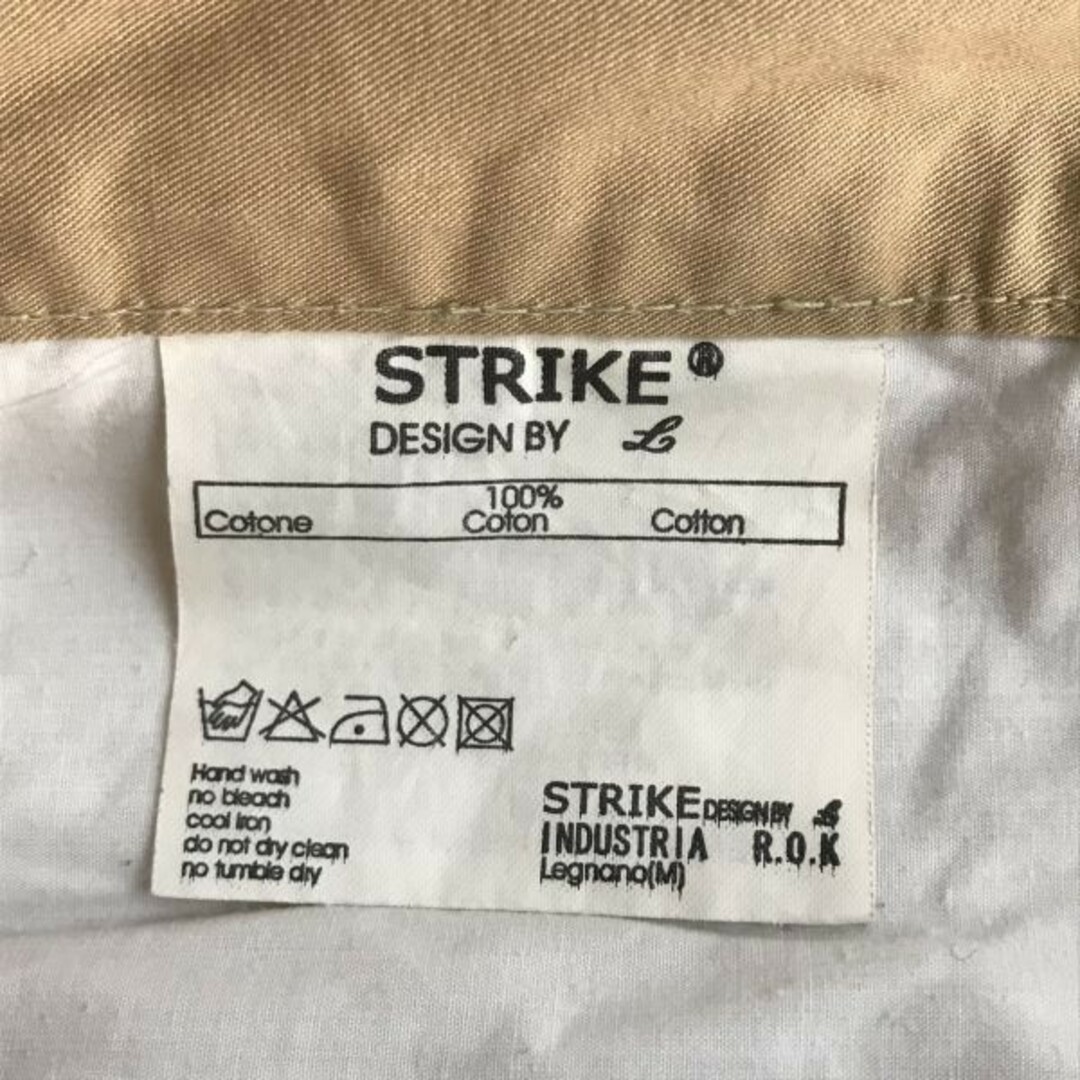 STRIKE®
DESIGN BY L
100%
Cotone Coton Cotton
Hand wash
no bleach
cool iron
do not dry clean
no tumble dry
STRIKE DESIGN BY L
INDUSTRIA R.O.K
Legnano(M)